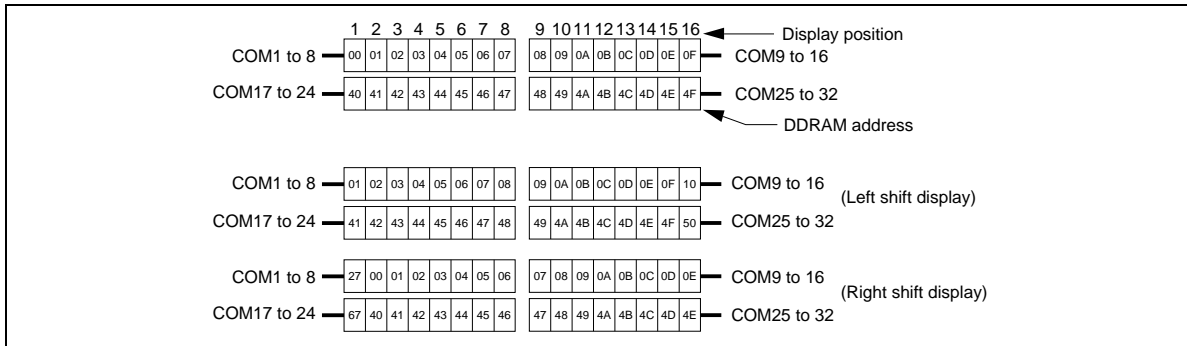 1 2 3 4 5 6 7 8 9 10 11 12 13 14 15 16 Display position
COM1 to 8 00 01 02 03 04 05 06 07 08 09 0A 0B 0C 0D 0E 0F COM9 to 16
COM17 to 24 40 41 42 43 44 45 46 47 48 49 4A 4B 4C 4D 4E 4F COM25 to 32
DDRAM address
COM1 to 8 01 02 03 04 05 06 07 08 09 0A 0B 0C 0D 0E 0F 10 COM9 to 16
(Left shift display)
COM17 to 24 41 42 43 44 45 46 47 48 49 4A 4B 4C 4D 4E 4F 50 COM25 to 32
COM1 to 8 27 00 01 02 03 04 05 06 07 08 09 0A 0B 0C 0D 0E COM9 to 16
(Right shift display)
COM17 to 24 67 40 41 42 43 44 45 46 47 48 49 4A 4B 4C 4D 4E COM25 to 32